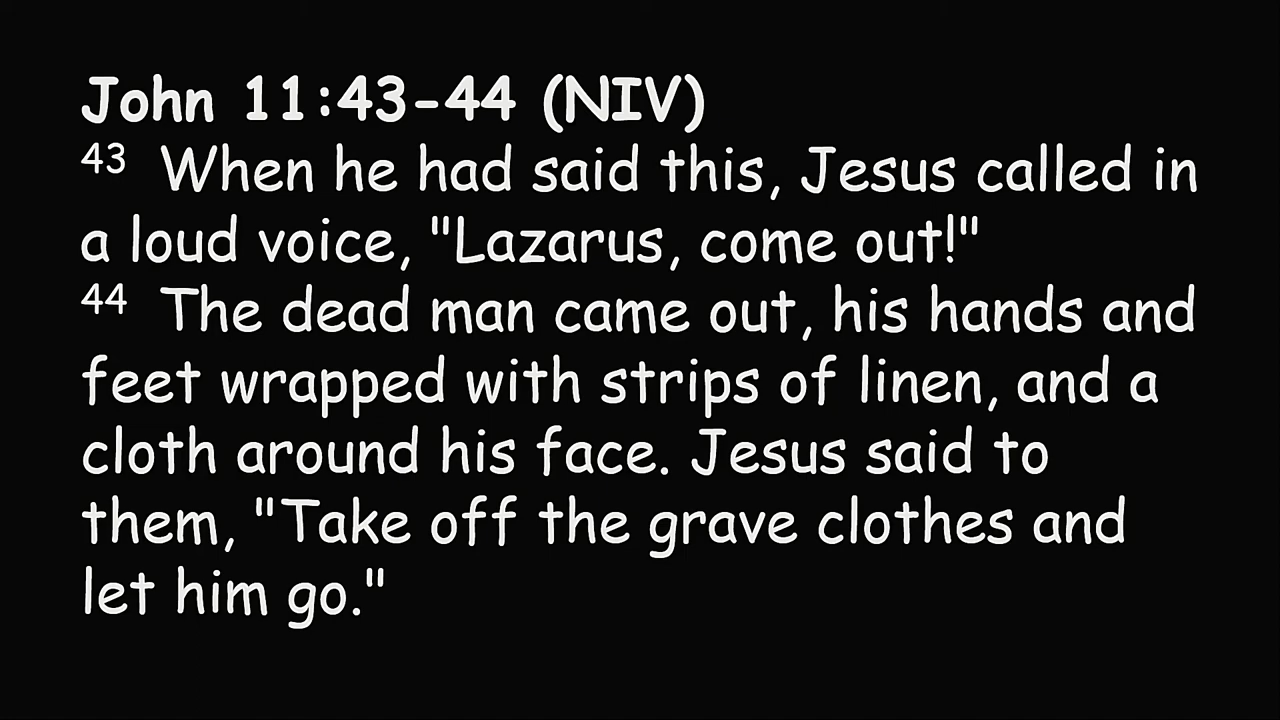 John 11:43-44 (NIV)
43 When he had said this, Jesus called in
a loud voice, "Lazarus, come out!"
44 The dead man came out, his hands and
feet wrapped with strips of linen, and a
cloth around his face. Jesus said to
them, "Take off the grave clothes and
let him go."